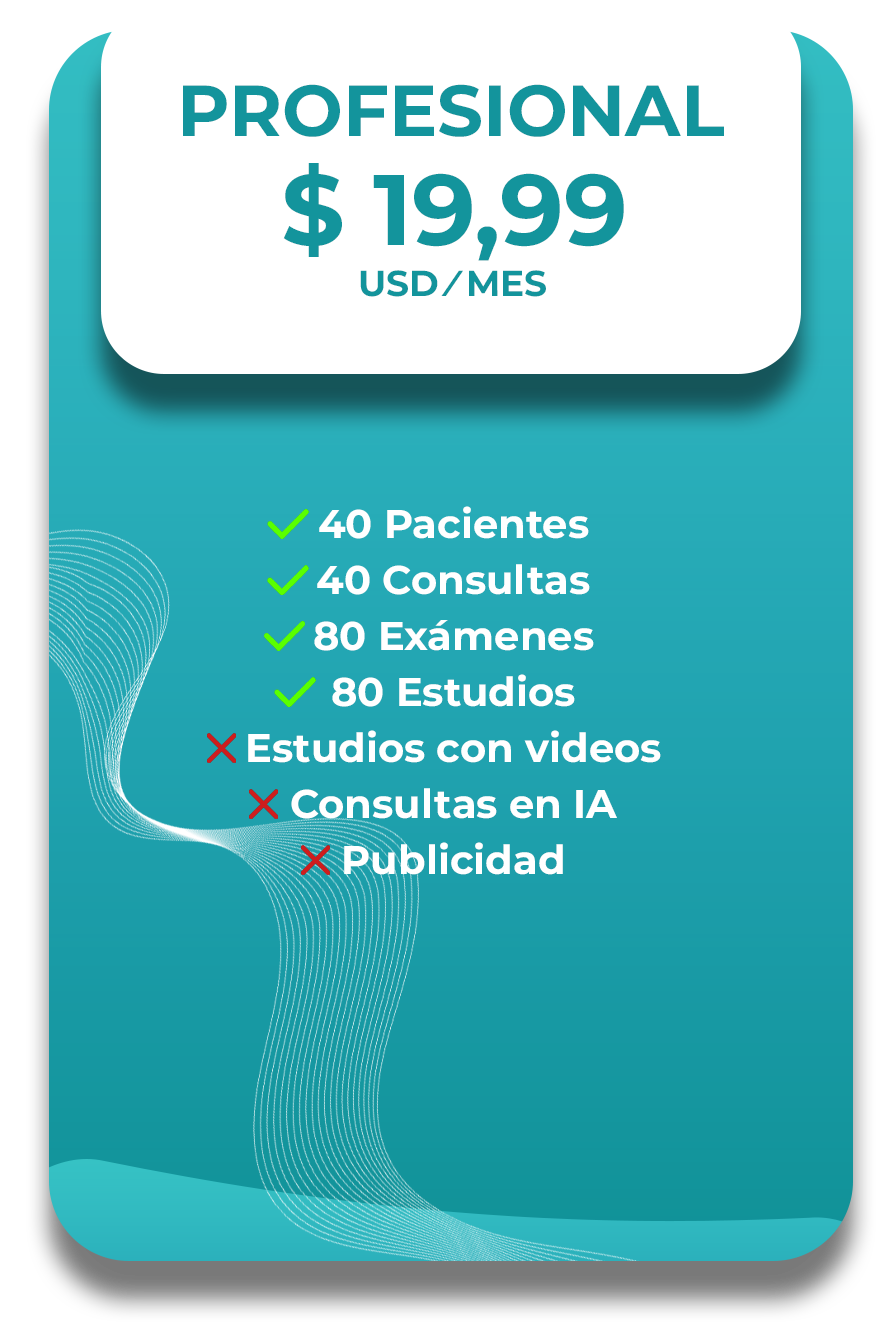 PROFESIONAL
$ 19,99
USD/MES
40 Pacientes
40 Consultas
80 Exámenes
80 Estudios
Estudios con videos
Consultas en IA
Publicidad